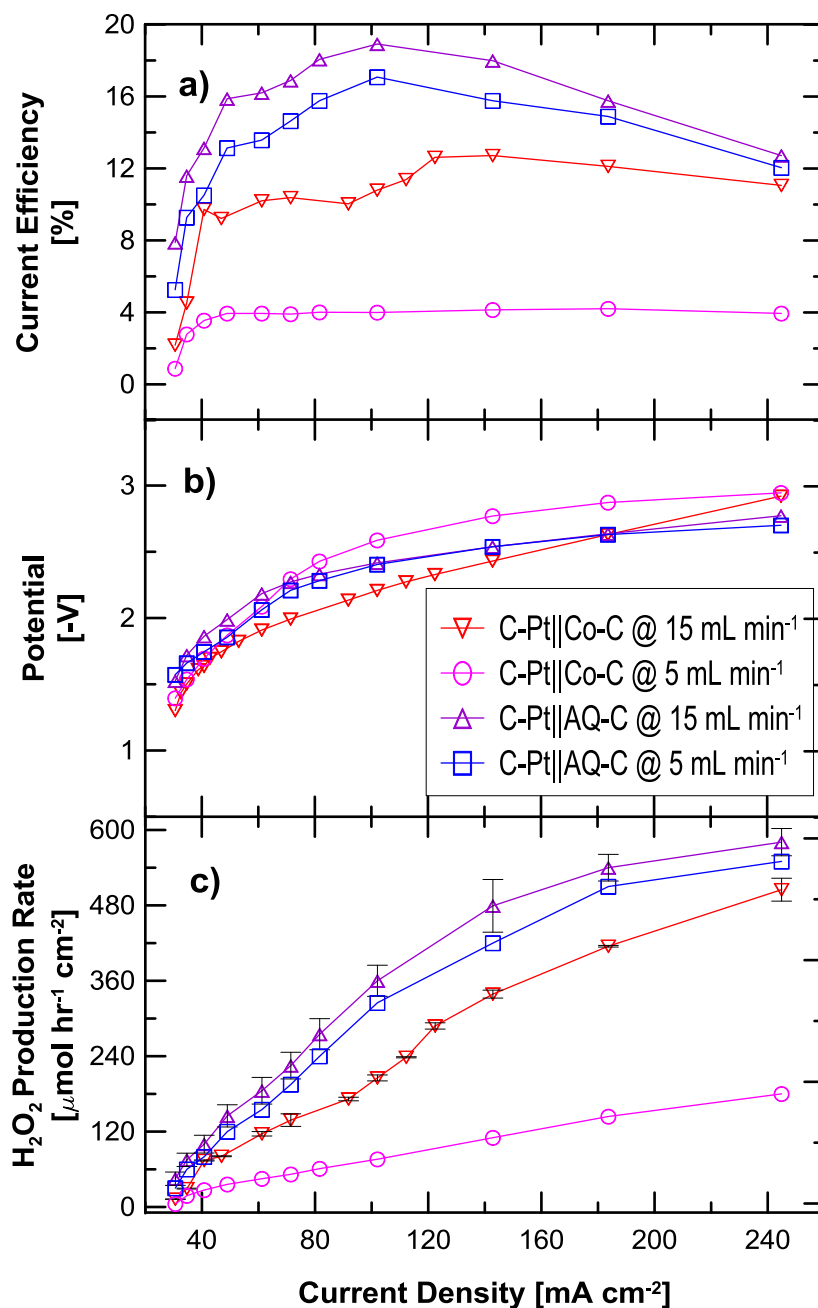 20
16
12
8
4
0
a)
Current Efficiency
[%]
3
2
1
b)
Potential
[-V]
C-Pt||Co-C @ 15 mL min⁻¹
C-Pt||Co-C @ 5 mL min⁻¹
C-Pt||AQ-C @ 15 mL min⁻¹
C-Pt||AQ-C @ 5 mL min⁻¹
600
480
360
240
120
0
c)
H₂O₂ Production Rate
[μmol hr⁻¹ cm⁻²]
40 80 120 160 200 240
Current Density [mA cm⁻²]